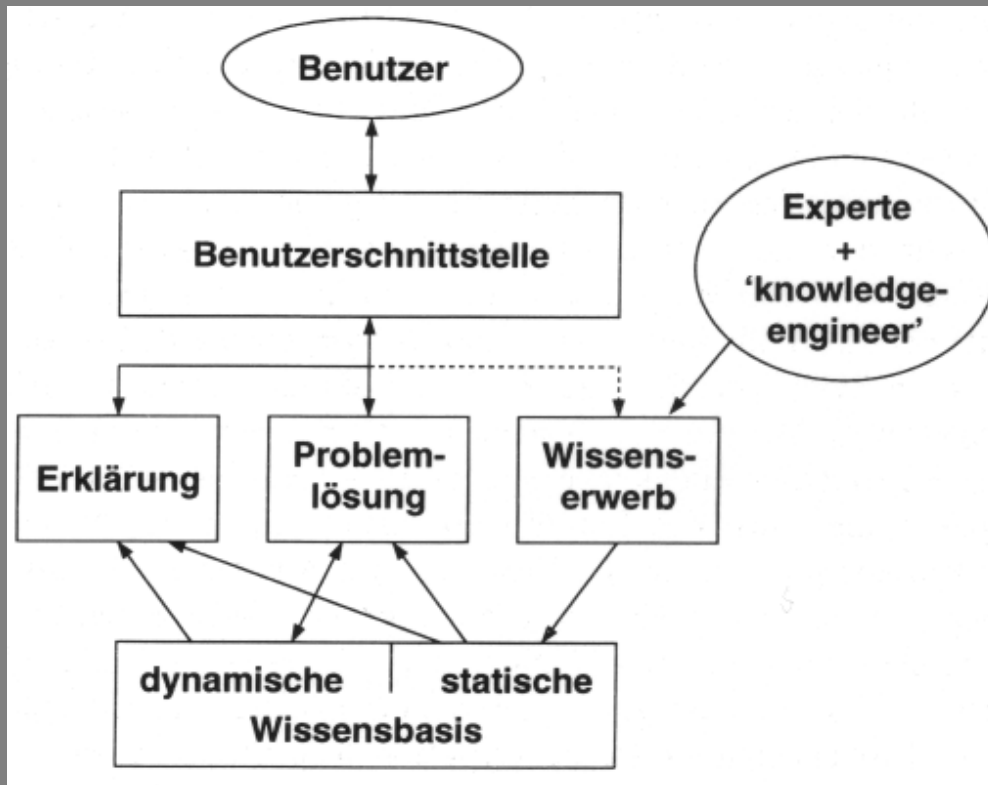 Benutzer
Benutzerschnittstelle
Experte
+
‘knowledge-
engineer’
Erklärung
Problem-
lösung
Wissens-
erwerb
dynamische
statische
Wissensbasis